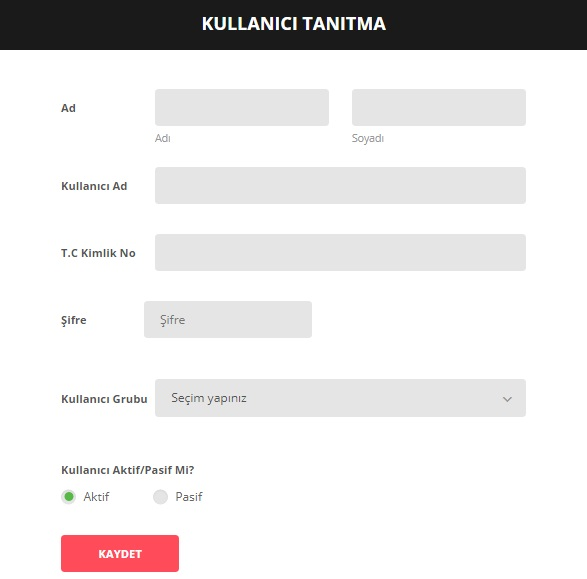 KULLANICI TANITMA
Ad
Adı
Soyadı
Kullanıcı Ad
T.C Kimlik No
Şifre
Şifre
Kullanıcı Grubu
Seçim yapınız
Kullanıcı Aktif/Pasif Mi?
Aktif
Pasif
KAYDET